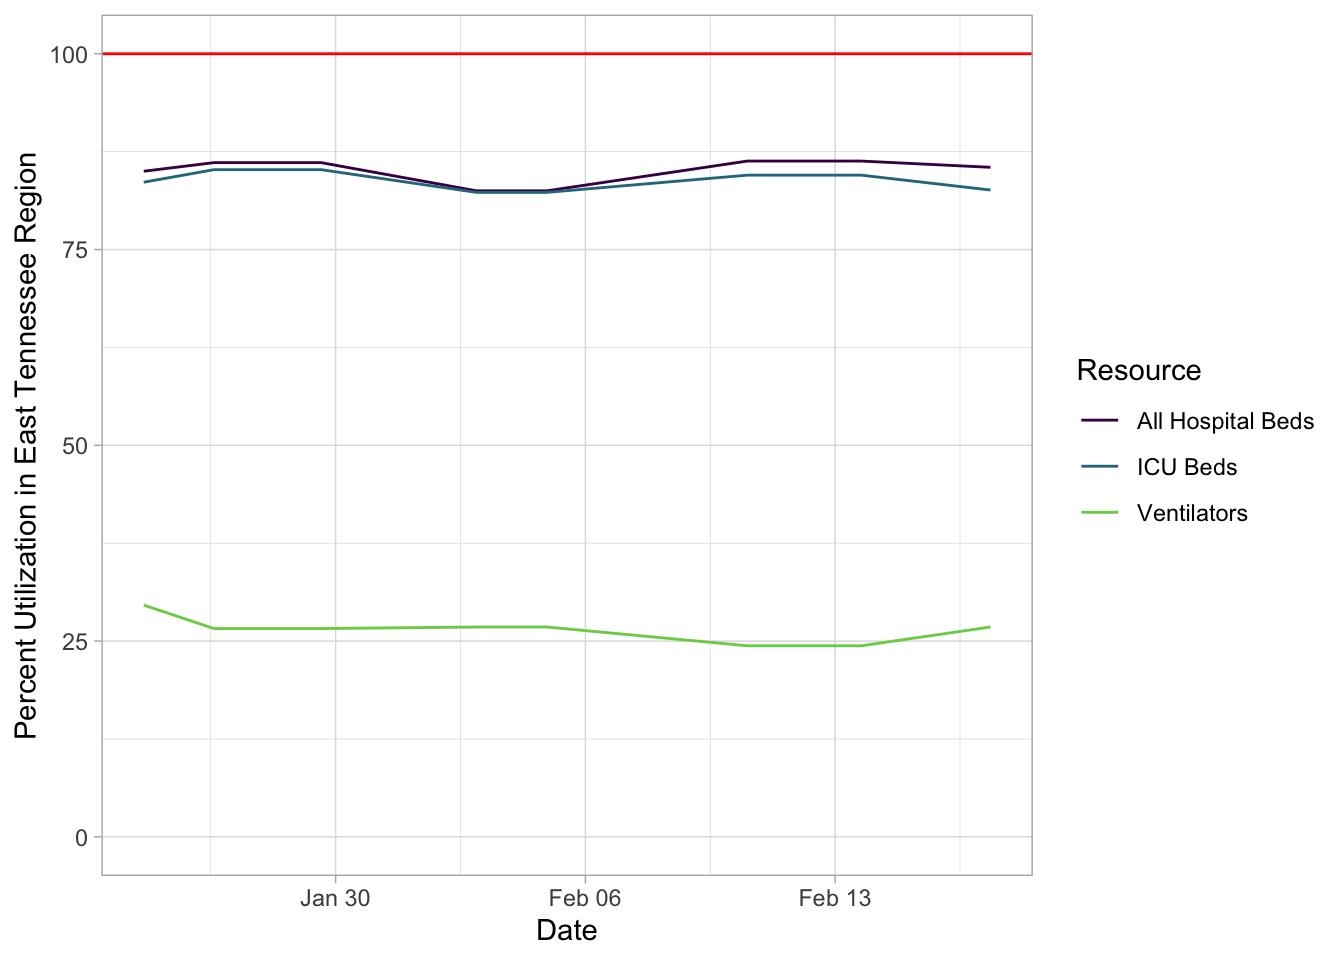 Percent Utilization in East Tennessee Region
100
75
50
25
0
Jan 30
Feb 06
Feb 13
Date
Resource
All Hospital Beds
ICU Beds
Ventilators